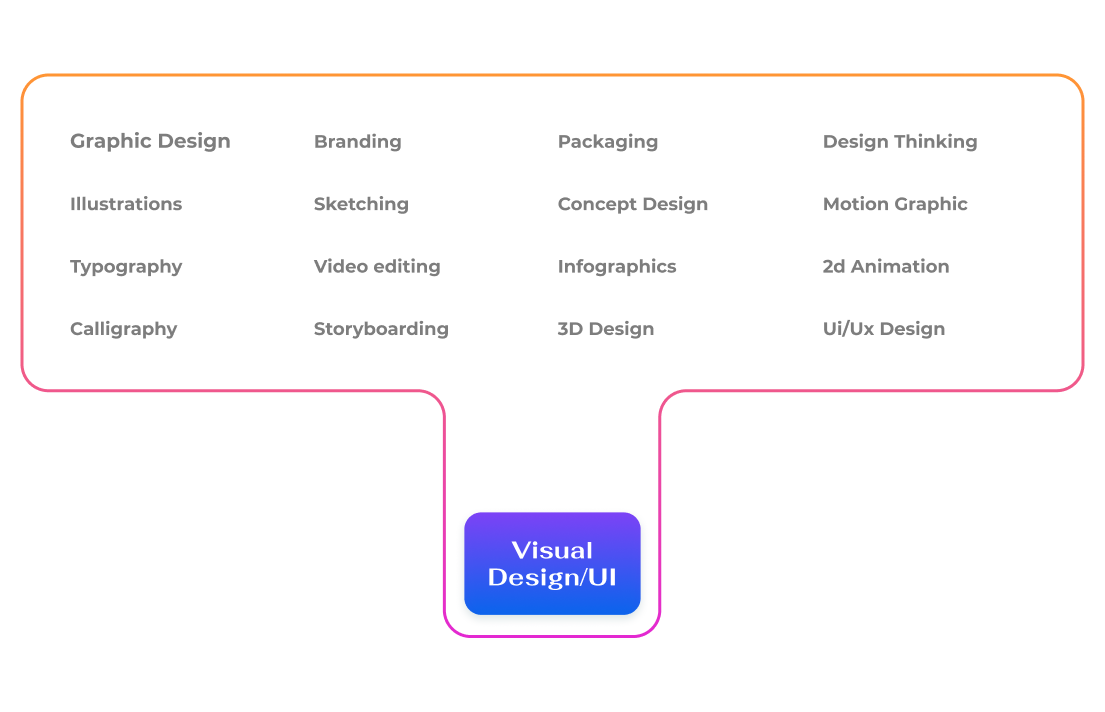 Graphic Design
Branding
Packaging
Design Thinking
Illustrations
Sketching
Concept Design
Motion Graphic
Typography
Video editing
Infographics
2d Animation
Calligraphy
Storyboarding
3D Design
Ui/Ux Design
Visual
Design/UI